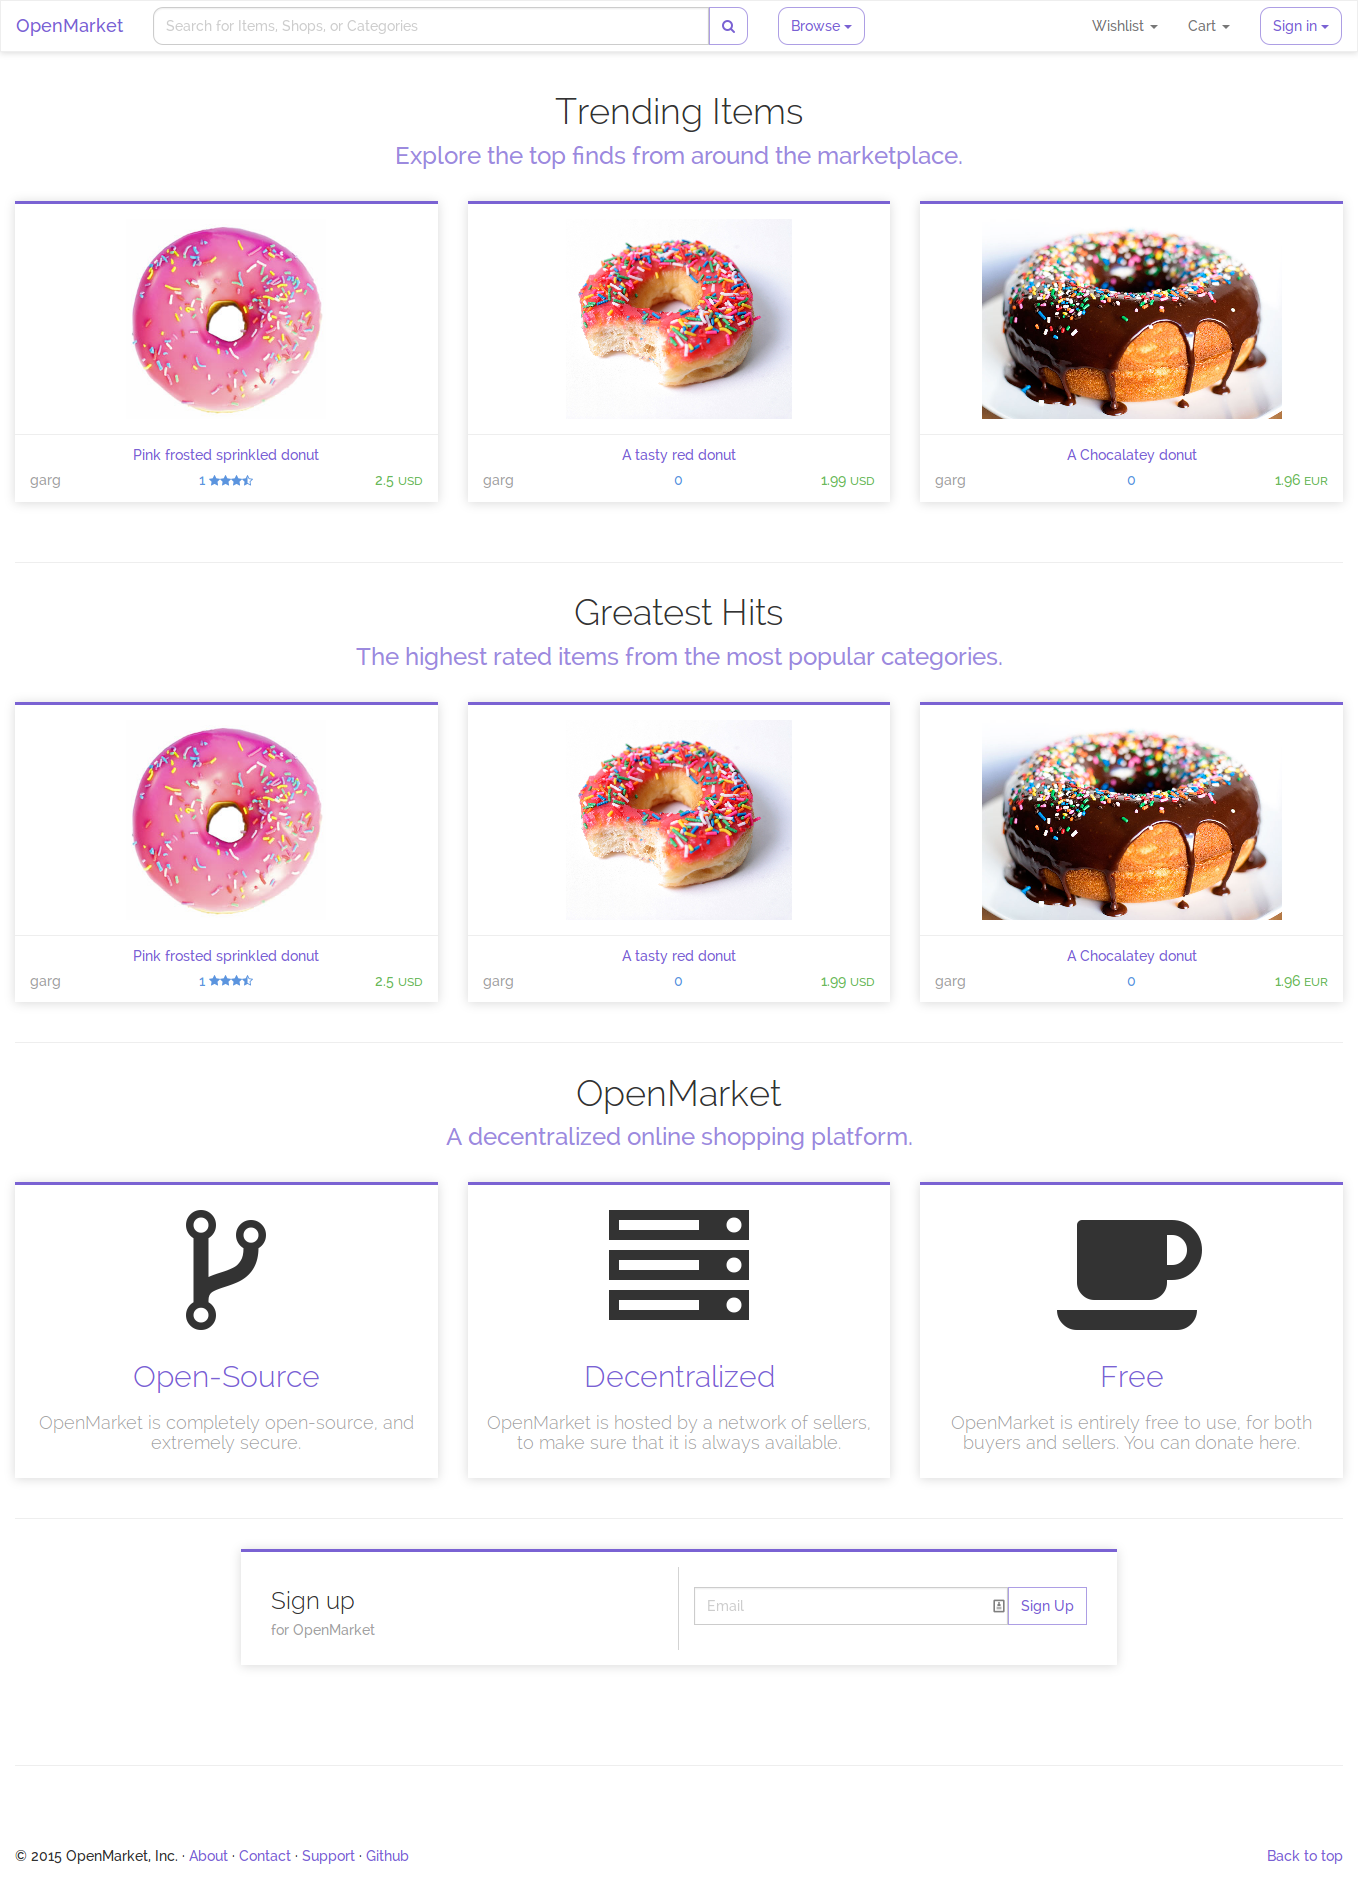 OpenMarket Search for Items, Shops, or Categories Browse Wishlist Cart Sign in
Trending Items
Explore the top finds from around the marketplace.
Pink frosted sprinkled donut
garg 1 2.5 USD
A tasty red donut
garg 0 1.99 USD
A Chocalatey donut
garg 0 1.96 EUR
Greatest Hits
The highest rated items from the most popular categories.
Pink frosted sprinkled donut
garg 1 2.5 USD
A tasty red donut
garg 0 1.99 USD
A Chocalatey donut
garg 0 1.96 EUR
OpenMarket
A decentralized online shopping platform.
Open-Source
OpenMarket is completely open-source, and
extremely secure.
Decentralized
OpenMarket is hosted by a network of sellers,
to make sure that it is always available.
Free
OpenMarket is entirely free to use, for both
buyers and sellers. You can donate here.
Sign up
for OpenMarket
Email Sign Up
© 2015 OpenMarket, Inc. · About · Contact · Support · Github Back to top